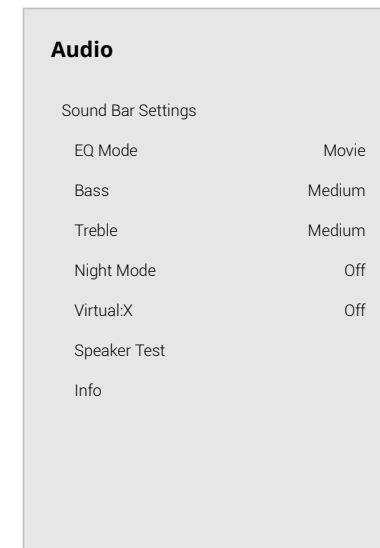 Audio
Sound Bar Settings
EQ Mode Movie
Bass Medium
Treble Medium
Night Mode Off
Virtual:X Off
Speaker Test
Info